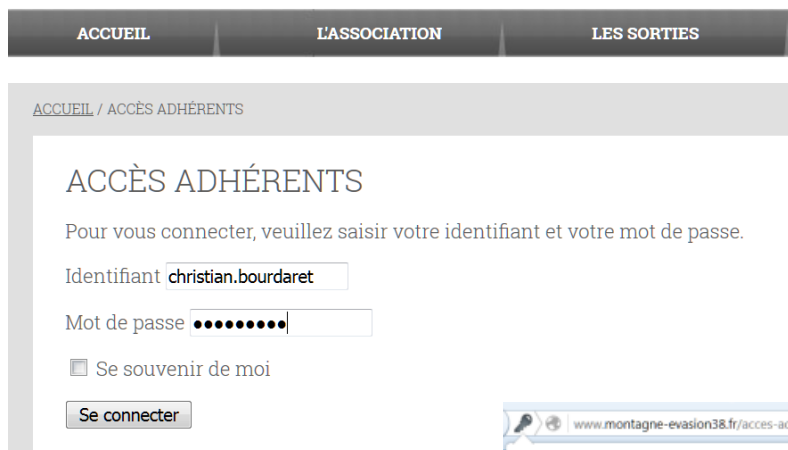 ACCUEIL L'ASSOCIATION LES SORTIES
ACCUEIL / ACCÈS ADHÉRENTS
ACCÈS ADHÉRENTS
Pour vous connecter, veuillez saisir votre identifiant et votre mot de passe.
Identifiant christian.bourdaret
Mot de passe •••••••••
Se souvenir de moi
Se connecter
www.montagne-evasion38.fr/acces-ad